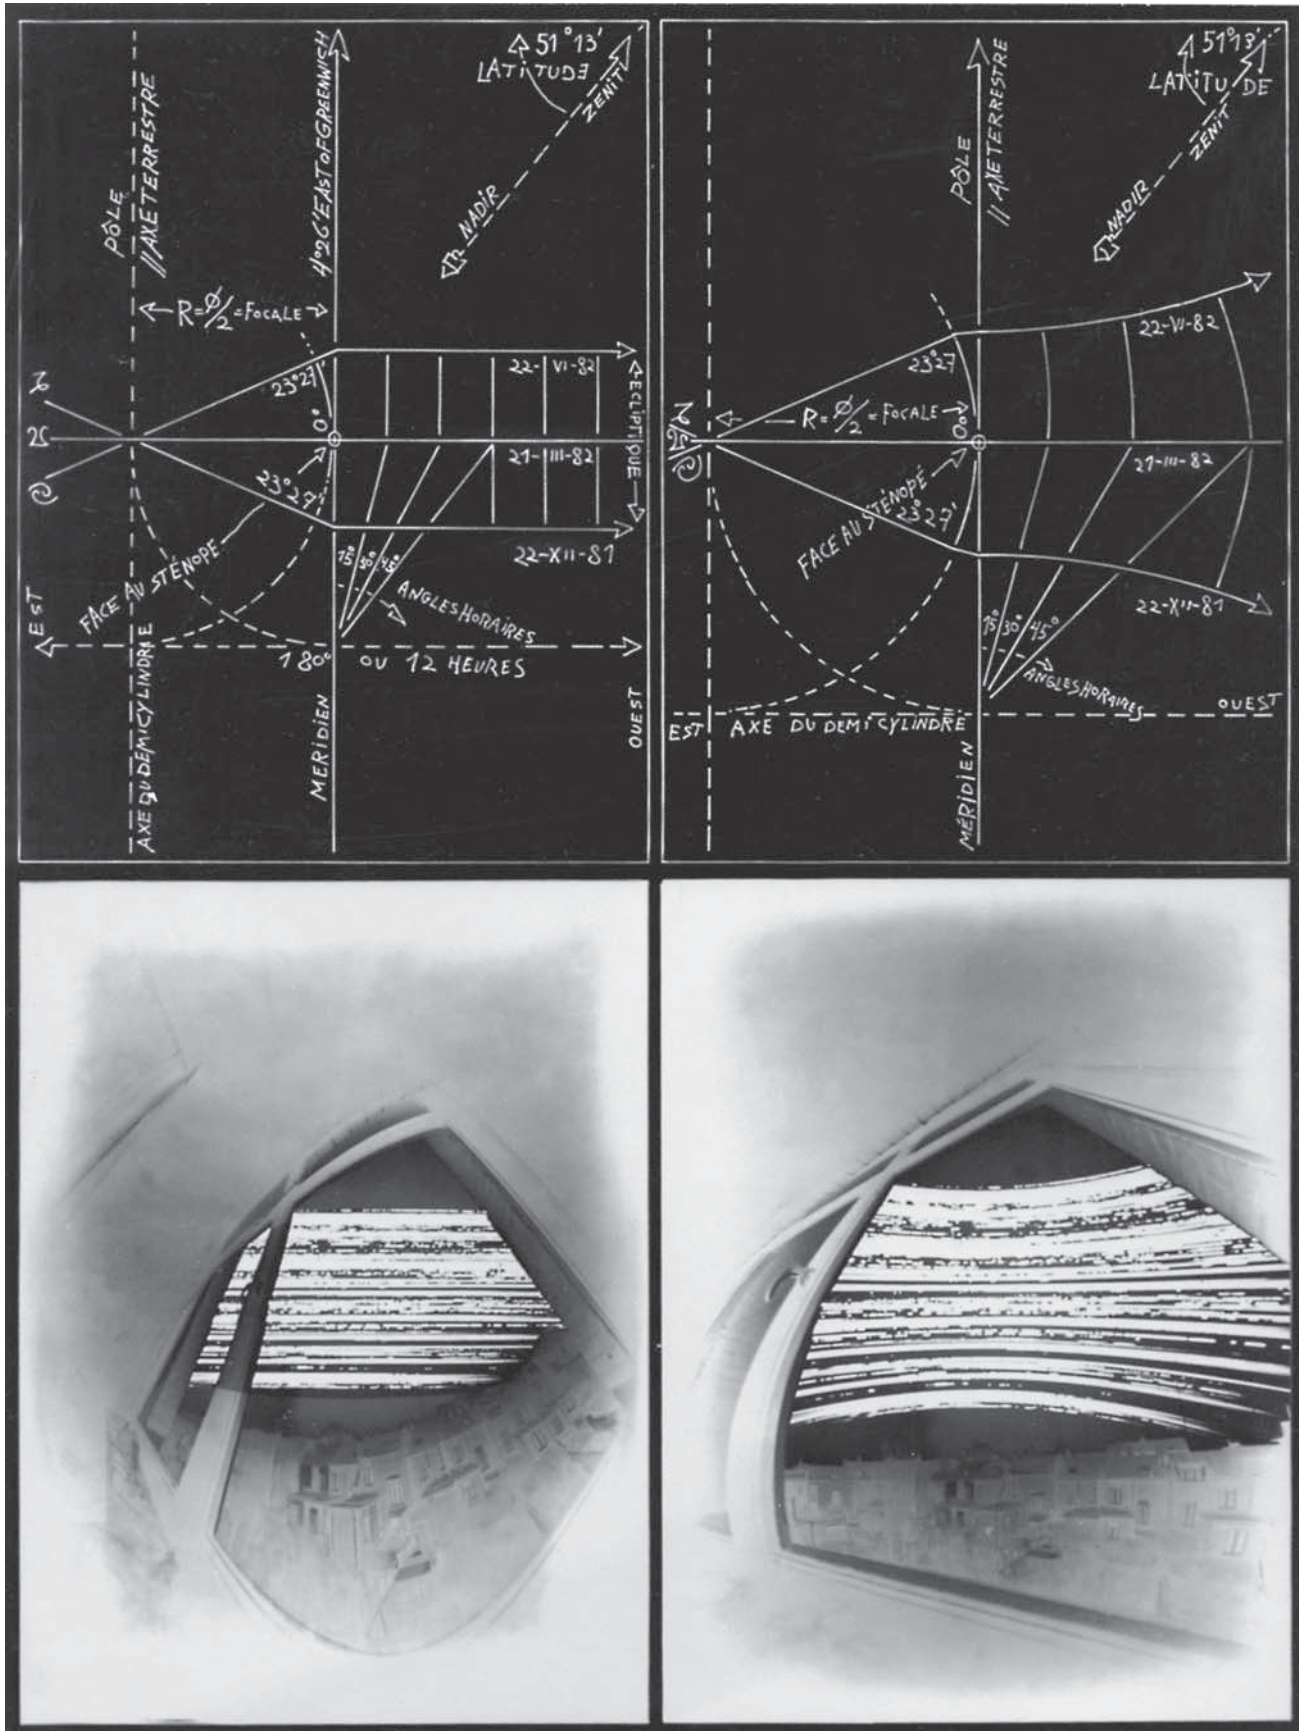 51°13'
LATITUDE
ZENIT
NADIR
PÔLE
//AXE TERRESTRE
4°26' EAST OF GREENWICH
R=Ø/2=FOCALE
23°27'
0°
22-VI-82
21-III-82
ECLIPTIQUE
23°27'
22-XII-81
FACE AU STÉNOPÉ
15° 30° 45°
ANGLES HORAIRES
EST
180° OU 12 HEURES
OUEST
AXE DU DEMI CYLINDRE
MERIDIEN
51°13'
LATITUDE
ZENIT
NADIR
PÔLE
//AXE TERRESTRE
22-VI-82
23°27'
R=Ø/2=FOCALE
0°
21-III-82
FACE AU STÉNOPÉ
23°27'
22-XII-81
15° 30° 45°
ANGLES HORAIRES
EST AXE DU DEMI CYLINDRE
OUEST
MÉRIDIEN